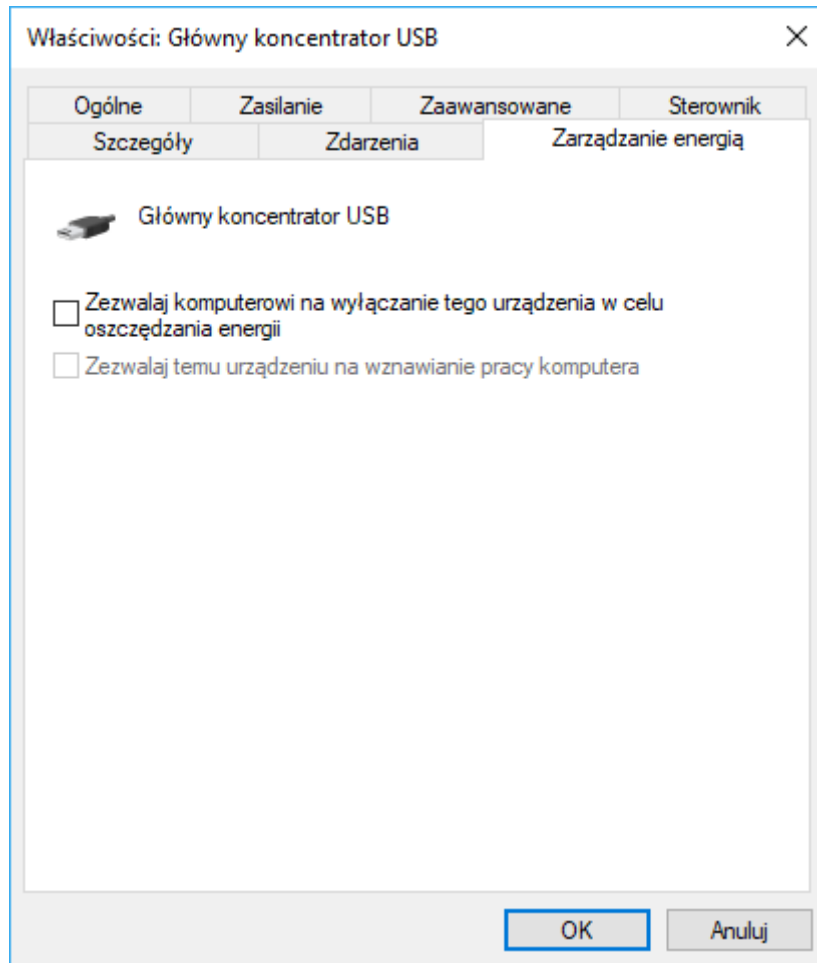 Właściwości: Główny koncentrator USB
Ogólne Zasilanie Zaawansowane Sterownik
Szczegóły Zdarzenia Zarządzanie energią
Główny koncentrator USB
Zezwalaj komputerowi na wyłączanie tego urządzenia w celu
oszczędzania energii
Zezwalaj temu urządzeniu na wznawianie pracy komputera
OK Anuluj